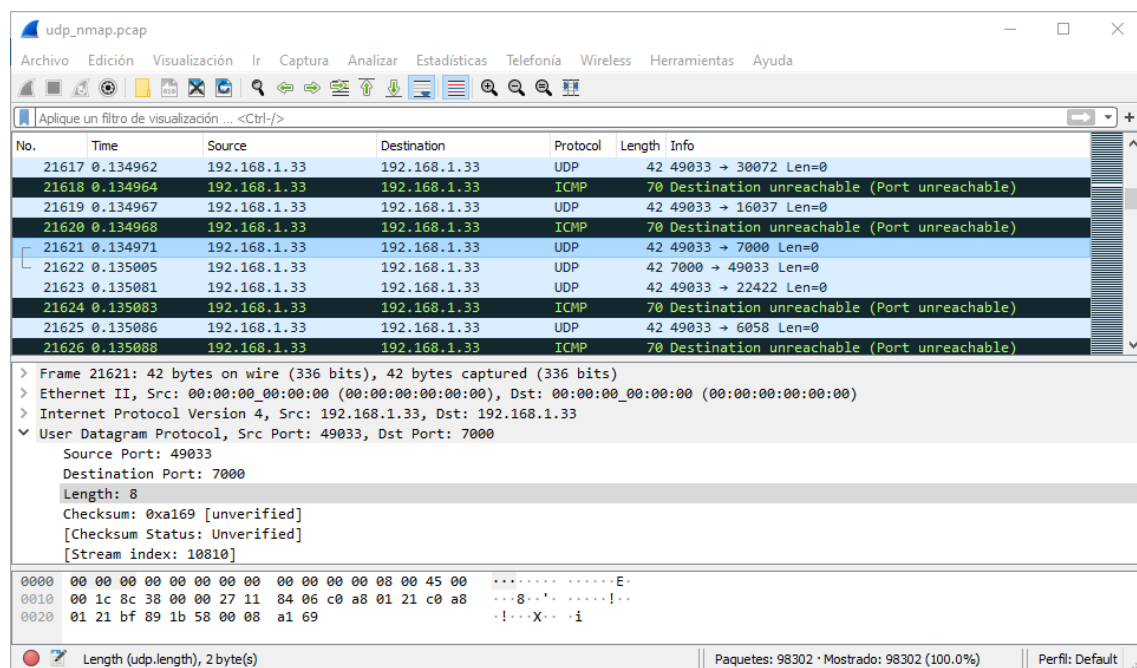 udp_nmap.pcap
Archivo Edición Visualización Ir Captura Analizar Estadísticas Telefonía Wireless Herramientas Ayuda
Aplique un filtro de visualización ... <Ctrl-/>
No. Time Source Destination Protocol Length Info
21617 0.134962 192.168.1.33 192.168.1.33 UDP 42 49033 → 30072 Len=0
21618 0.134964 192.168.1.33 192.168.1.33 ICMP 70 Destination unreachable (Port unreachable)
21619 0.134967 192.168.1.33 192.168.1.33 UDP 42 49033 → 16037 Len=0
21620 0.134968 192.168.1.33 192.168.1.33 ICMP 70 Destination unreachable (Port unreachable)
21621 0.134971 192.168.1.33 192.168.1.33 UDP 42 49033 → 7000 Len=0
21622 0.135005 192.168.1.33 192.168.1.33 UDP 42 7000 → 49033 Len=0
21623 0.135081 192.168.1.33 192.168.1.33 UDP 42 49033 → 22422 Len=0
21624 0.135083 192.168.1.33 192.168.1.33 ICMP 70 Destination unreachable (Port unreachable)
21625 0.135086 192.168.1.33 192.168.1.33 UDP 42 49033 → 6058 Len=0
21626 0.135088 192.168.1.33 192.168.1.33 ICMP 70 Destination unreachable (Port unreachable)
Frame 21621: 42 bytes on wire (336 bits), 42 bytes captured (336 bits)
Ethernet II, Src: 00:00:00_00:00:00 (00:00:00:00:00:00), Dst: 00:00:00_00:00:00 (00:00:00:00:00:00)
Internet Protocol Version 4, Src: 192.168.1.33, Dst: 192.168.1.33
User Datagram Protocol, Src Port: 49033, Dst Port: 7000
Source Port: 49033
Destination Port: 7000
Length: 8
Checksum: 0xa169 [unverified]
[Checksum Status: Unverified]
[Stream index: 10810]
0000 00 00 00 00 00 00 00 00 00 00 00 00 08 00 45 00 ········ ······E·
0010 00 1c 8c 38 00 00 27 11 84 06 c0 a8 01 21 c0 a8 ···8··'· ·····!··
0020 01 21 bf 89 1b 58 00 08 a1 69 ·!···X·· ·i
Length (udp.length), 2 byte(s) Paquetes: 98302 · Mostrado: 98302 (100.0%) Perfil: Default